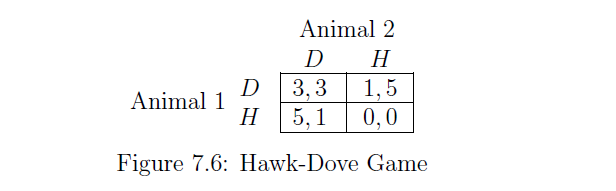 Animal 2
D H
Animal 1
D 3, 3 1, 5
H 5, 1 0, 0
Figure 7.6: Hawk-Dove Game